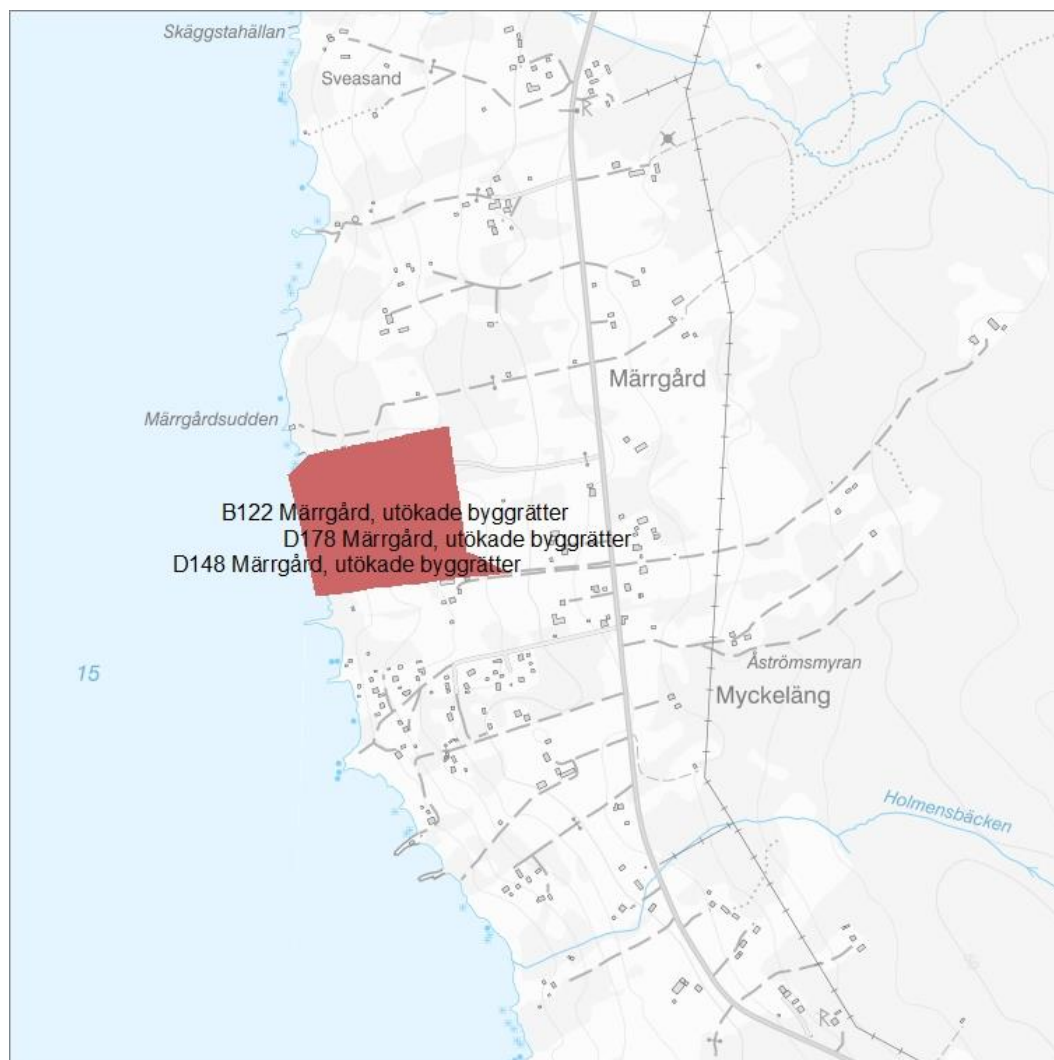 Skäggstahällan
Sveasand
R
Märrgård
Märrgårdsudden
B122 Märrgård, utökade byggrätter
D178 Märrgård, utökade byggrätter
D148 Märrgård, utökade byggrätter
15
Åströmsmyran
Myckeläng
Holmensbäcken
R